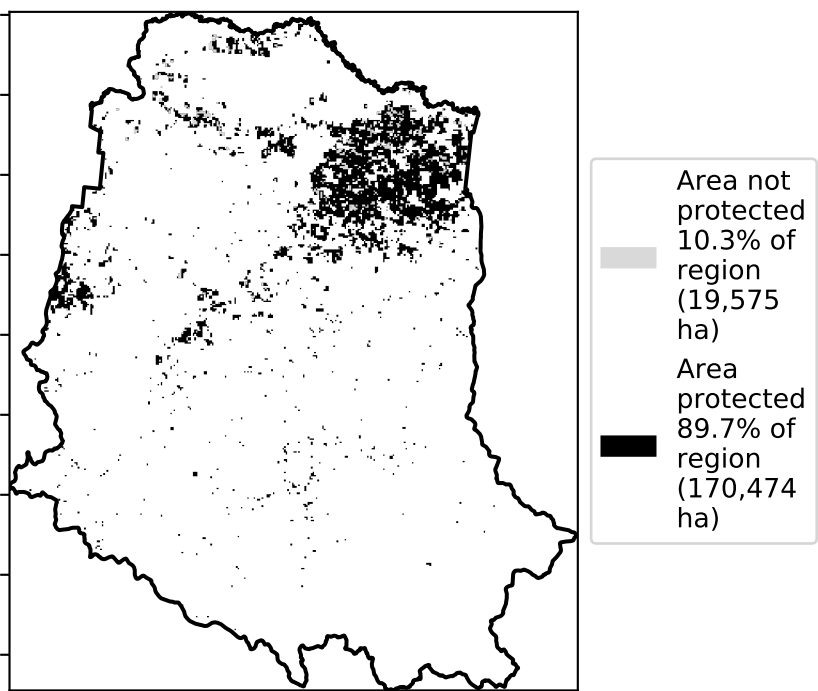 Area not
protected
10.3% of
region
(19,575
ha)
Area
protected
89.7% of
region
(170,474
ha)